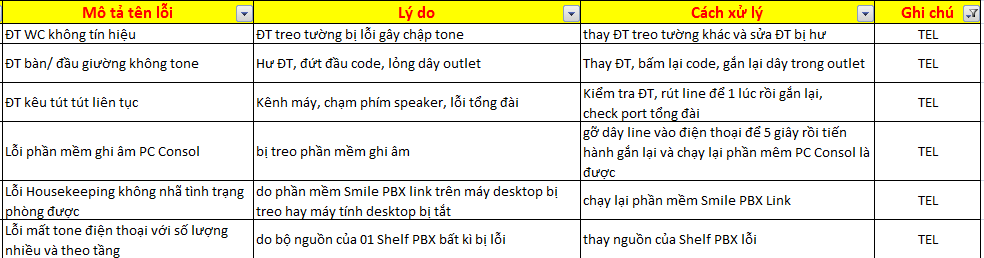 Mô tả tên lỗi Lý do Cách xử lý Ghi chú
ĐT WC không tín hiệu ĐT treo tường bị lỗi gây chập tone thay ĐT treo tường khác và sửa ĐT bị hư TEL
ĐT bàn/ đầu giường không tone Hư ĐT, đứt đầu code, lỏng dây outlet Thay ĐT, bấm lại code, gắn lại dây trong outlet TEL
ĐT kêu tút tút liên tục Kênh máy, chạm phím speaker, lỗi tổng đài Kiểm tra ĐT, rút line để 1 lúc rồi gắn lại,
check port tổng đài TEL
Lỗi phần mềm ghi âm PC Consol bị treo phần mềm ghi âm gỡ dây line vào điện thoại để 5 giây rồi tiến
hành gắn lại và chạy lại phần mêm PC Consol là
được TEL
Lỗi Housekeeping không nhã tình trạng
phòng được do phần mềm Smile PBX link trên máy desktop bị
treo hay máy tính desktop bị tắt chạy lại phần mềm Smile PBX Link TEL
Lỗi mất tone điện thoại với số lượng
nhiều và theo tầng do bộ nguồn của 01 Shelf PBX bất kì bị lỗi thay nguồn của Shelf PBX lỗi TEL